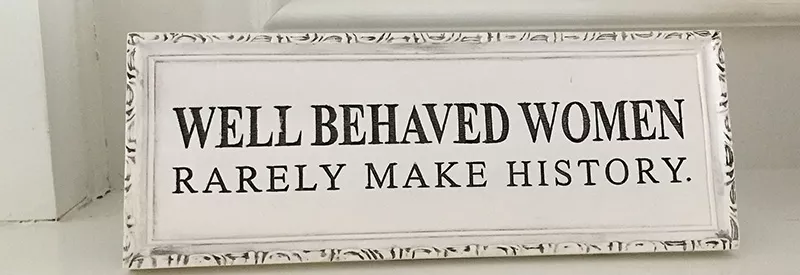 WELL BEHAVED WOMEN
RARELY MAKE HISTORY.